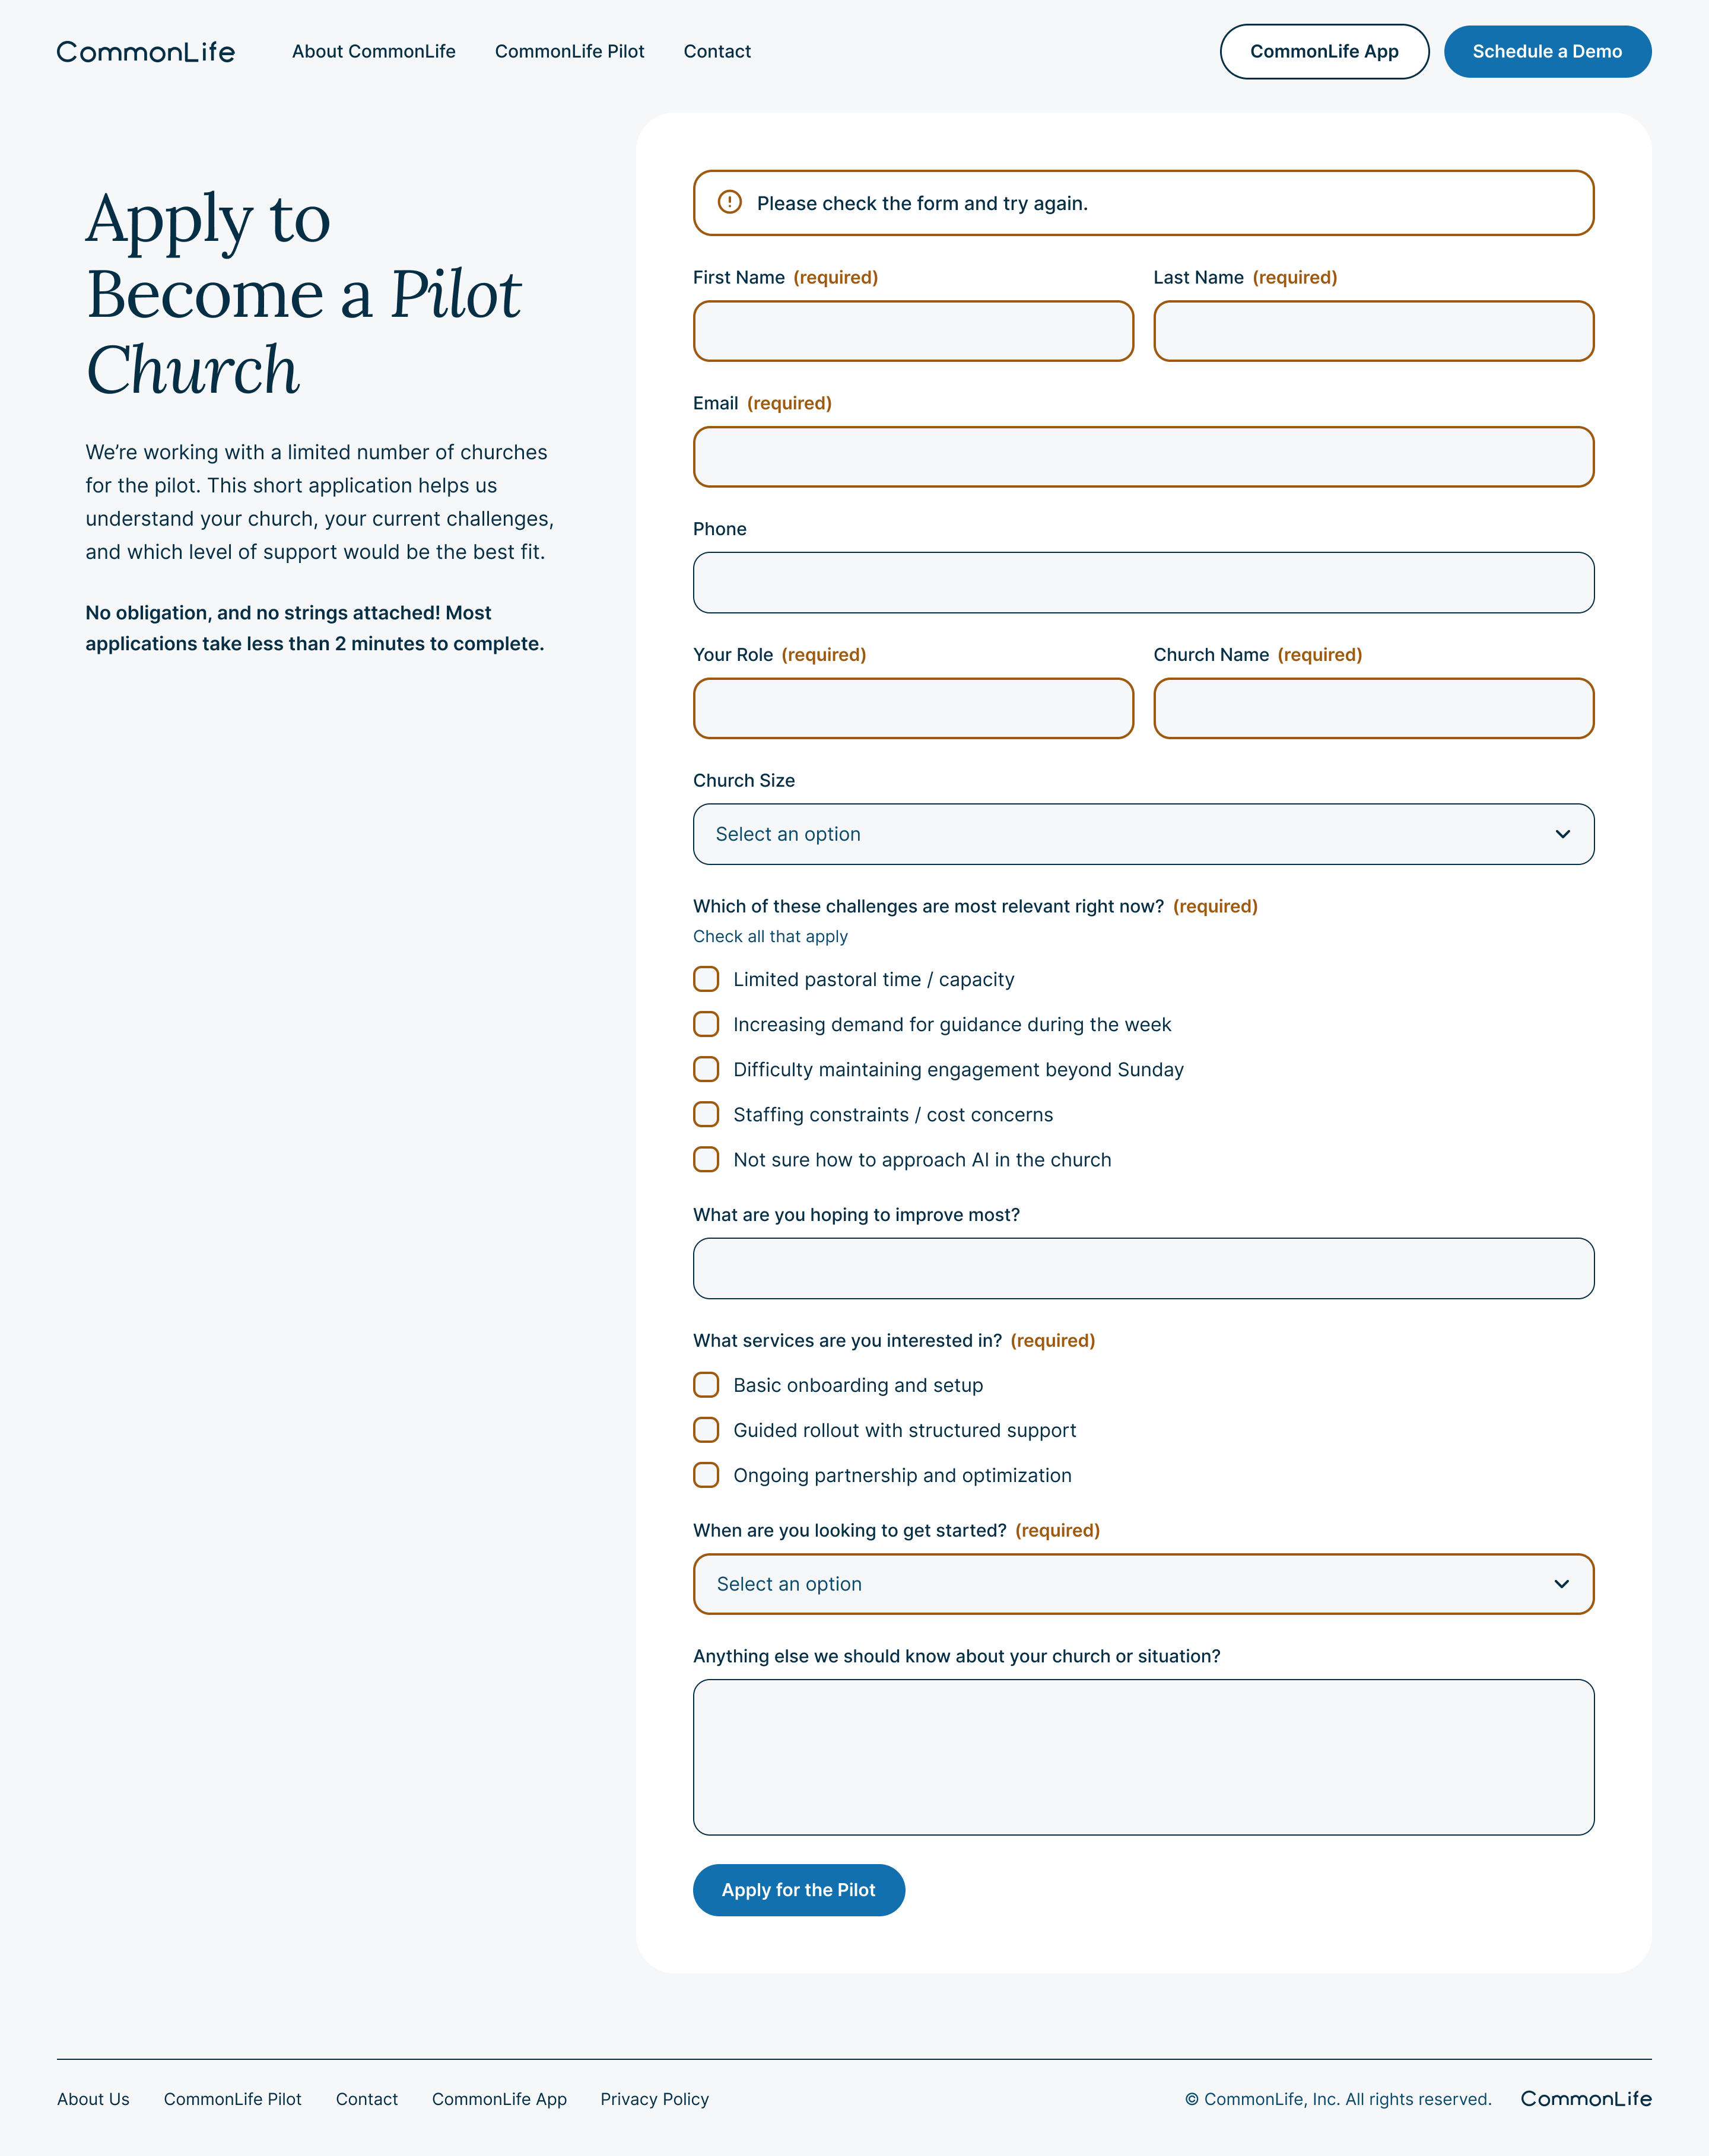 CommonLife
About CommonLife
CommonLife Pilot
Contact
CommonLife App
Schedule a Demo
Apply to
Become a Pilot
Church
We’re working with a limited number of churches
for the pilot. This short application helps us
understand your church, your current challenges,
and which level of support would be the best fit.
No obligation, and no strings attached! Most
applications take less than 2 minutes to complete.
Please check the form and try again.
First Name (required)
Last Name (required)
Email (required)
Phone
Your Role (required)
Church Name (required)
Church Size
Select an option
Which of these challenges are most relevant right now? (required)
Check all that apply
Limited pastoral time / capacity
Increasing demand for guidance during the week
Difficulty maintaining engagement beyond Sunday
Staffing constraints / cost concerns
Not sure how to approach AI in the church
What are you hoping to improve most?
What services are you interested in? (required)
Basic onboarding and setup
Guided rollout with structured support
Ongoing partnership and optimization
When are you looking to get started? (required)
Select an option
Anything else we should know about your church or situation?
Apply for the Pilot
About Us
CommonLife Pilot
Contact
CommonLife App
Privacy Policy
© CommonLife, Inc. All rights reserved.
CommonLife